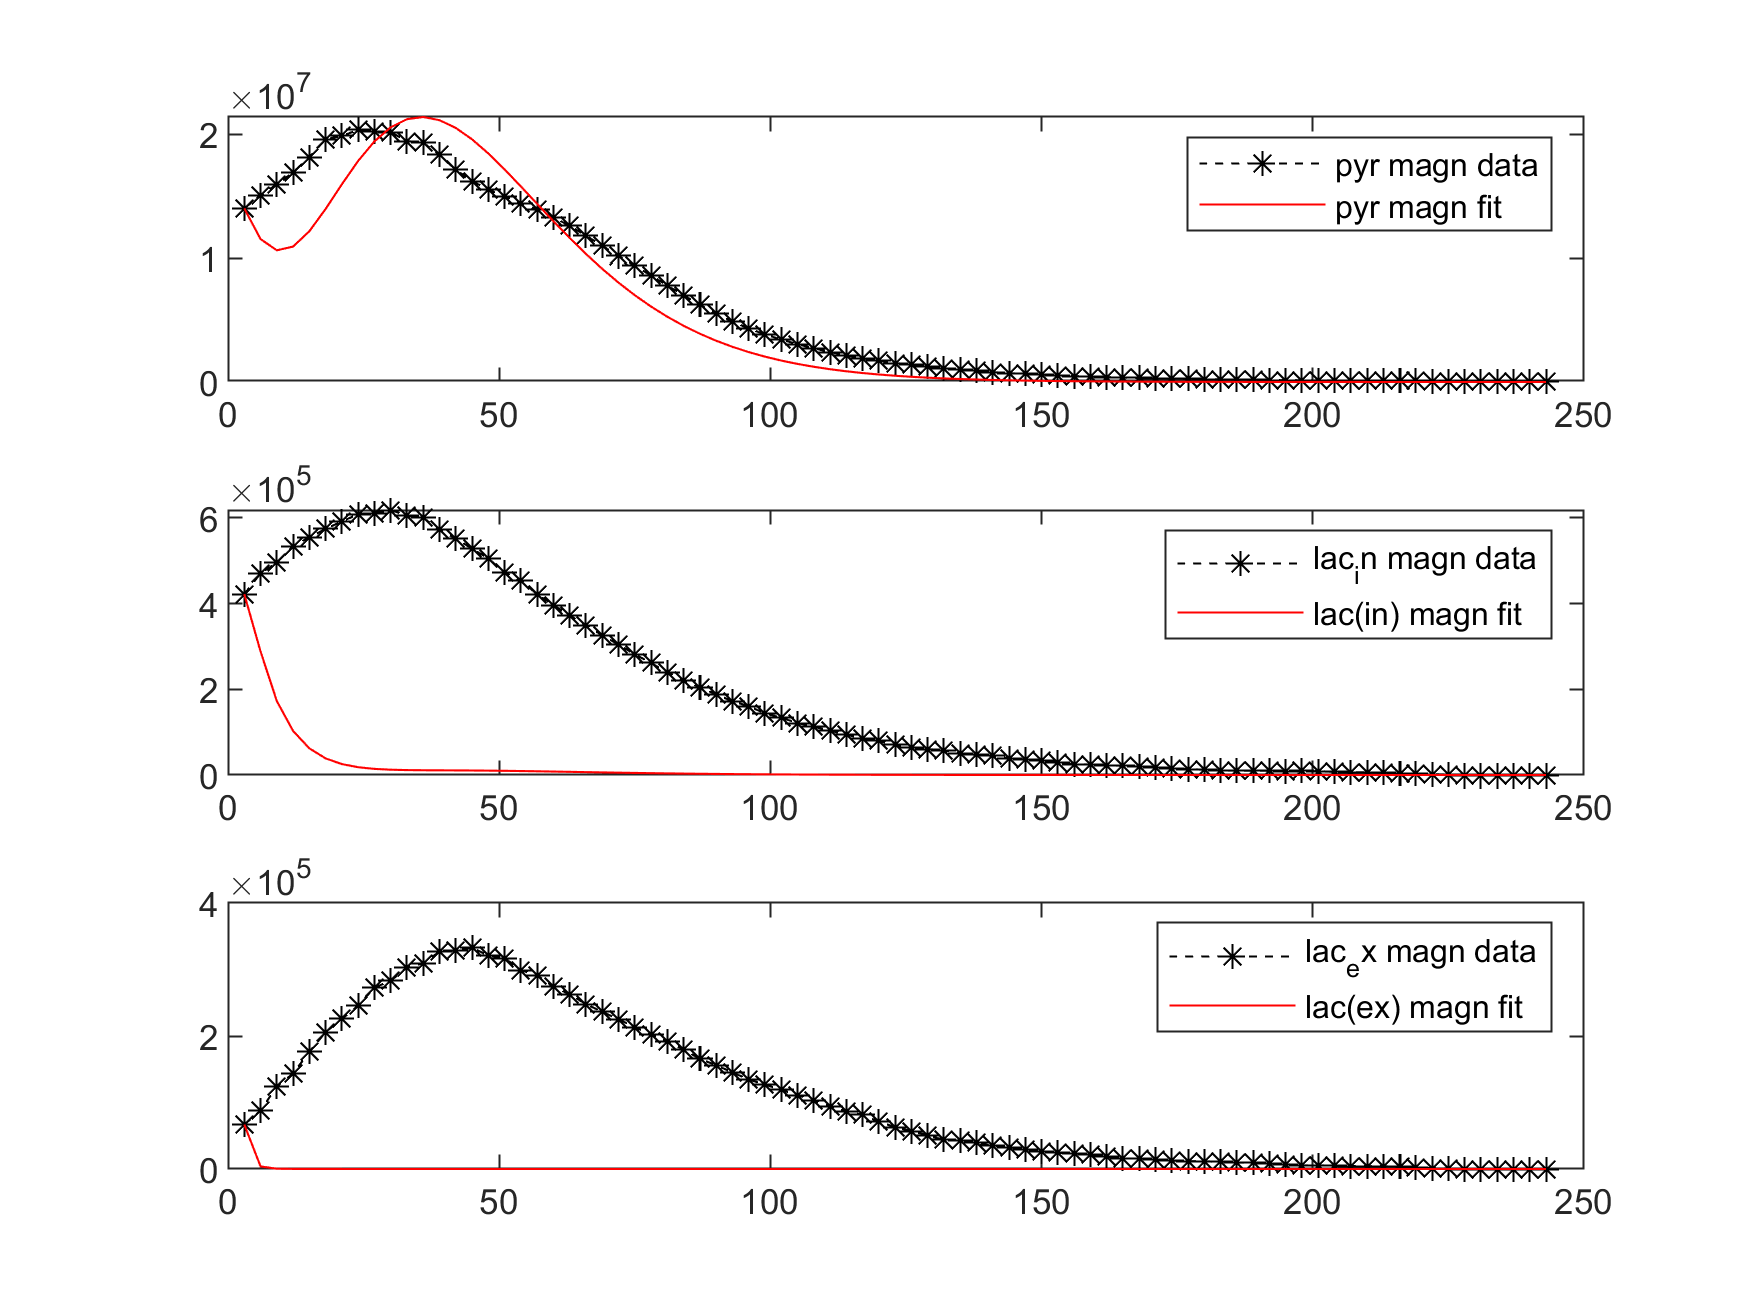 ×10^7
2
1
0
0 50 100 150 200 250
pyr magn data
pyr magn fit
×10^5
6
4
2
0
0 50 100 150 200 250
lac_in magn data
lac(in) magn fit
×10^5
4
2
0
0 50 100 150 200 250
lac_ex magn data
lac(ex) magn fit